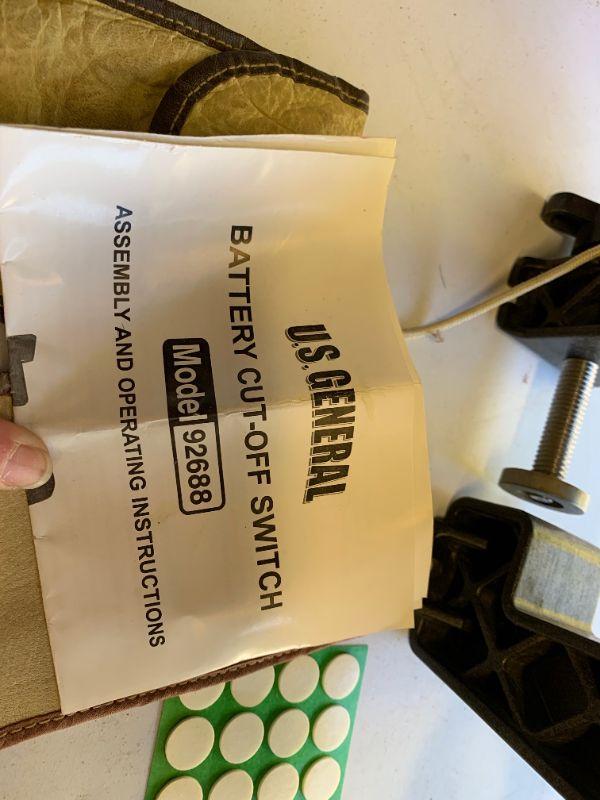 U.S. GENERAL
BATTERY CUT-OFF SWITCH
Model 92688
ASSEMBLY AND OPERATING INSTRUCTIONS